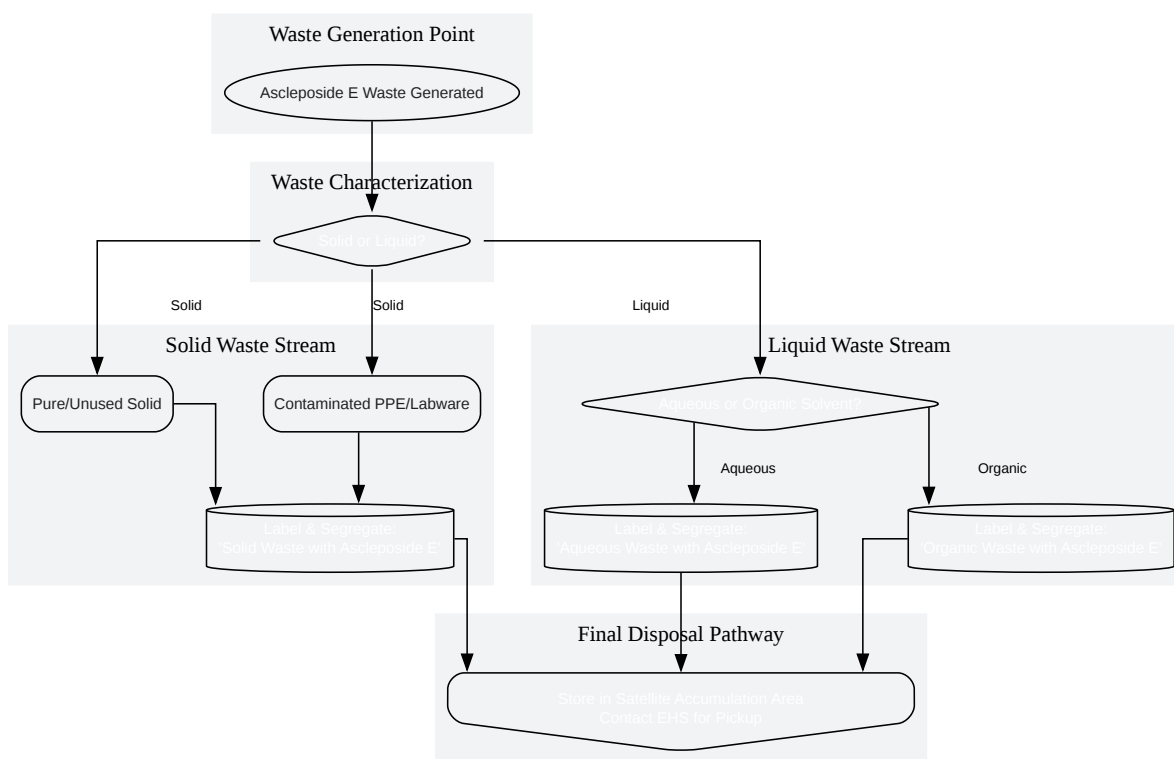 Waste Generation Point
Ascleposide E Waste Generated
Waste Characterization
Solid or Liquid?
Solid
Solid
Liquid
Solid Waste Stream
Liquid Waste Stream
Pure/Unused Solid
Contaminated PPE/Labware
Aqueous or Organic Solvent?
Aqueous
Organic
Label & Segregate:
'Solid Waste with Ascleposide E'
Label & Segregate:
'Aqueous Waste with Ascleposide E'
Label & Segregate:
'Organic Waste with Ascleposide E'
Final Disposal Pathway
Store in Satellite Accumulation Area
Contact EHS for Pickup